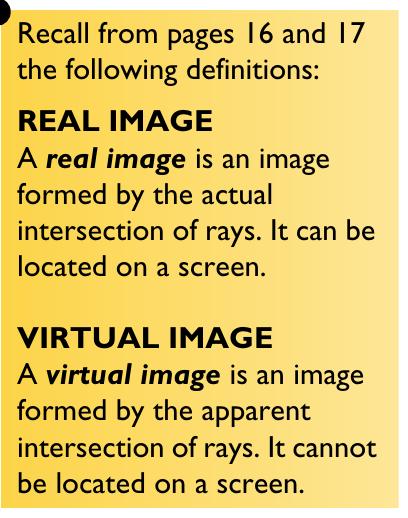 Recall from pages 16 and 17
the following definitions:
REAL IMAGE
A real image is an image
formed by the actual
intersection of rays. It can be
located on a screen.
VIRTUAL IMAGE
A virtual image is an image
formed by the apparent
intersection of rays. It cannot
be located on a screen.